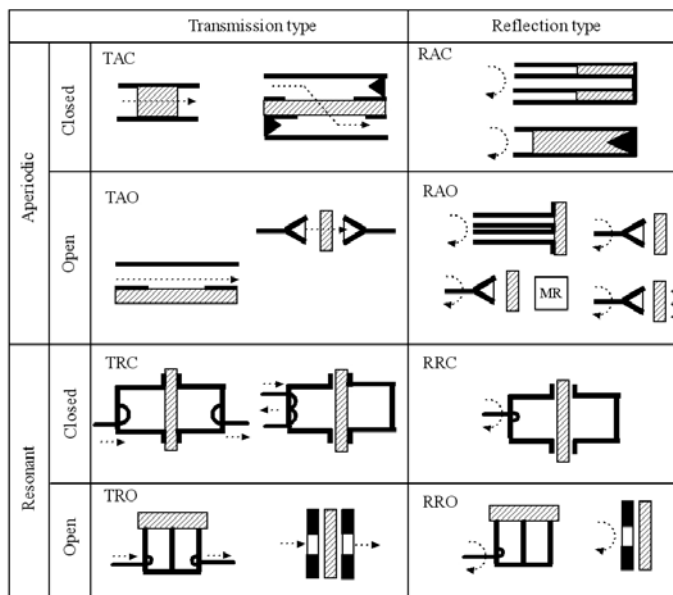 Transmission type
Reflection type
Aperiodic
Closed
TAC
RAC
Open
TAO
RAO
MR
Resonant
Closed
TRC
RRC
Open
TRO
RRO